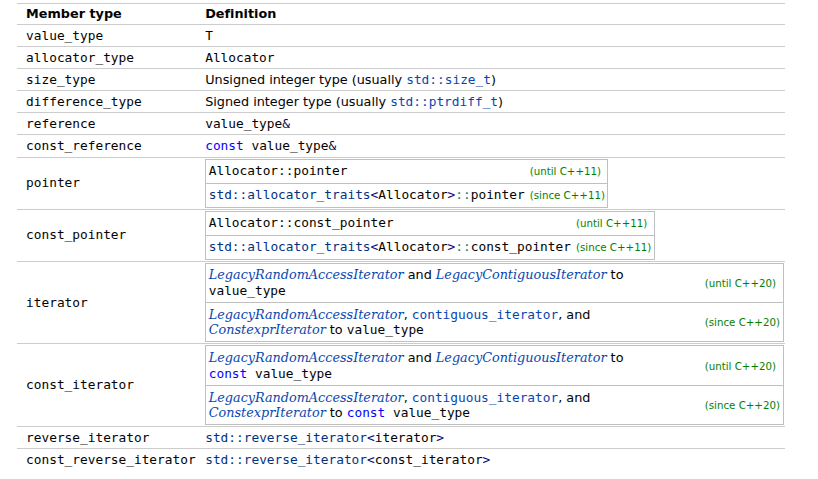 Member type Definition
value_type T
allocator_type Allocator
size_type Unsigned integer type (usually std::size_t)
difference_type Signed integer type (usually std::ptrdiff_t)
reference value_type&
const_reference const value_type&
pointer
Allocator::pointer (until C++11)
std::allocator_traits<Allocator>::pointer (since C++11)
const_pointer
Allocator::const_pointer (until C++11)
std::allocator_traits<Allocator>::const_pointer (since C++11)
iterator
LegacyRandomAccessIterator and LegacyContiguousIterator to
value_type
(until C++20)
LegacyRandomAccessIterator, contiguous_iterator, and
ConstexprIterator to value_type
(since C++20)
const_iterator
LegacyRandomAccessIterator and LegacyContiguousIterator to
const value_type
(until C++20)
LegacyRandomAccessIterator, contiguous_iterator, and
ConstexprIterator to const value_type
(since C++20)
reverse_iterator std::reverse_iterator<iterator>
const_reverse_iterator std::reverse_iterator<const_iterator>